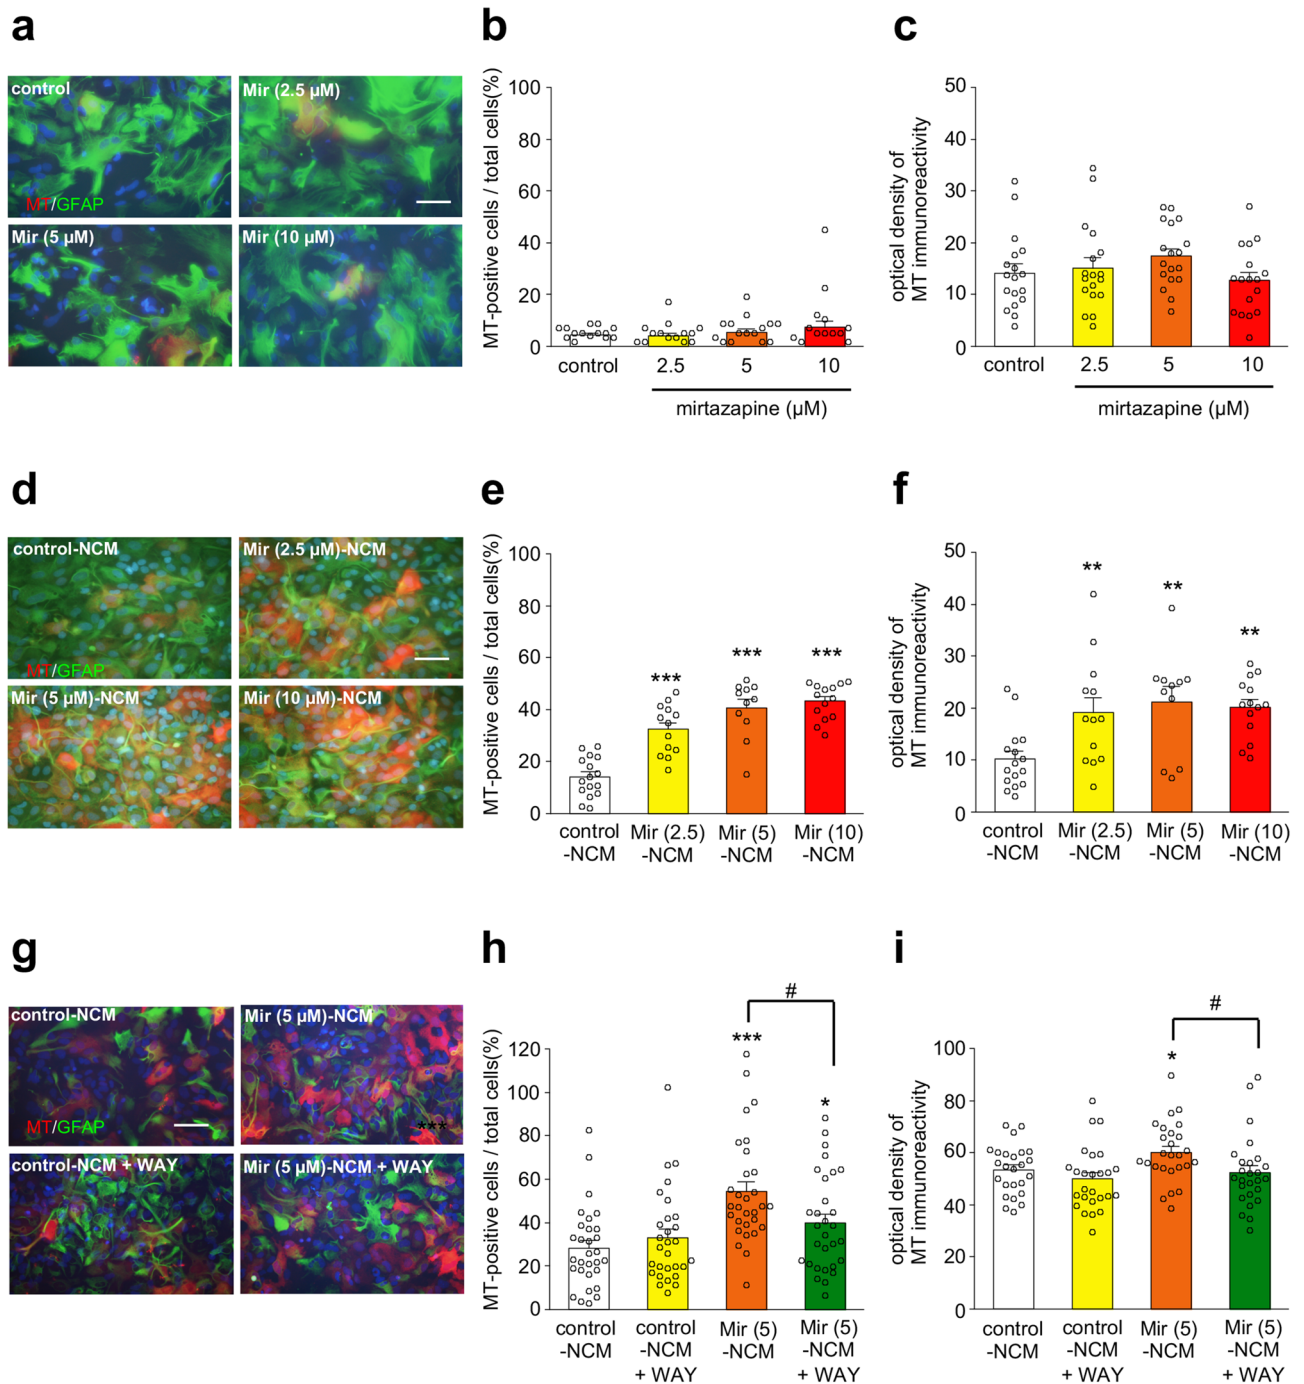 a
control
Mir (2.5 µM)
MT/GFAP
Mir (5 µM)
Mir (10 µM)
b
MT-positive cells / total cells(%)
100
80
60
40
20
0
control
2.5
5
10
mirtazapine (µM)
c
optical density of
MT immunoreactivity
50
40
30
20
10
0
control
2.5
5
10
mirtazapine (µM)
d
control-NCM
Mir (2.5 µM)-NCM
MT/GFAP
Mir (5 µM)-NCM
Mir (10 µM)-NCM
e
MT-positive cells / total cells(%)
100
80
60
40
20
0
***
***
***
control
-NCM
Mir (2.5)
-NCM
Mir (5)
-NCM
Mir (10)
-NCM
f
optical density of
MT immunoreactivity
50
40
30
20
10
0
**
**
**
control
-NCM
Mir (2.5)
-NCM
Mir (5)
-NCM
Mir (10)
-NCM
g
control-NCM
Mir (5 µM)-NCM
MT/GFAP
***
control-NCM + WAY
Mir (5 µM)-NCM + WAY
h
MT-positive cells / total cells(%)
120
100
80
60
40
20
0
#
***
*
control
-NCM
control
-NCM
+ WAY
Mir (5)
-NCM
Mir (5)
-NCM
+ WAY
i
optical density of
MT immunoreactivity
100
80
60
40
20
0
#
*
control
-NCM
control
-NCM
+ WAY
Mir (5)
-NCM
Mir (5)
-NCM
+ WAY